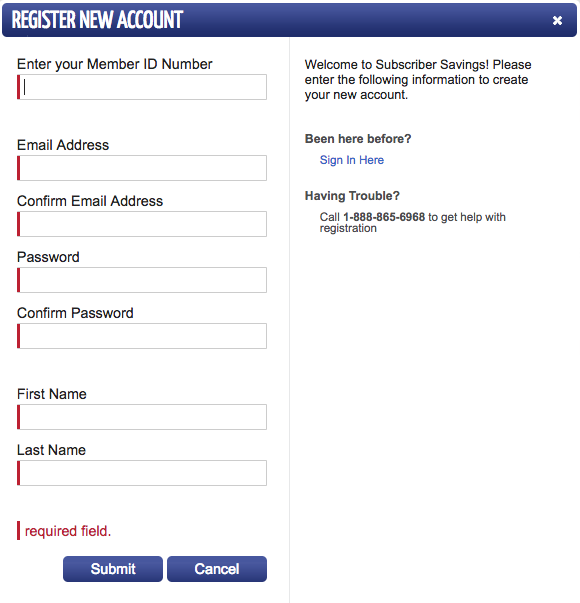 REGISTER NEW ACCOUNT
Enter your Member ID Number
Email Address
Confirm Email Address
Password
Confirm Password
First Name
Last Name
required field.
Submit
Cancel
Welcome to Subscriber Savings! Please
enter the following information to create
your new account.
Been here before?
Sign In Here
Having Trouble?
Call 1-888-865-6968 to get help with
registration